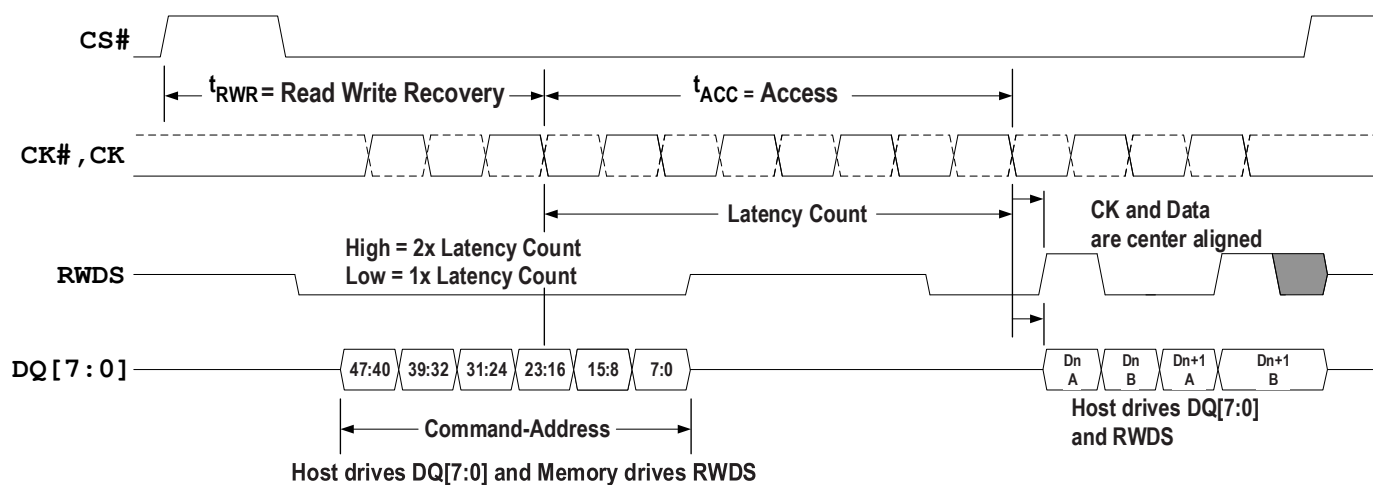 CS#
tRWR= Read Write Recovery
tACC = Access
CK#,CK
Latency Count
CK and Data
are center aligned
High = 2x Latency Count
Low = 1x Latency Count
RWDS
DQ[7:0]
47:40 39:32 31:24 23:16 15:8 7:0
Dn
A
Dn
B
Dn+1
A
Dn+1
B
Command-Address
Host drives DQ[7:0]
and RWDS
Host drives DQ[7:0] and Memory drives RWDS